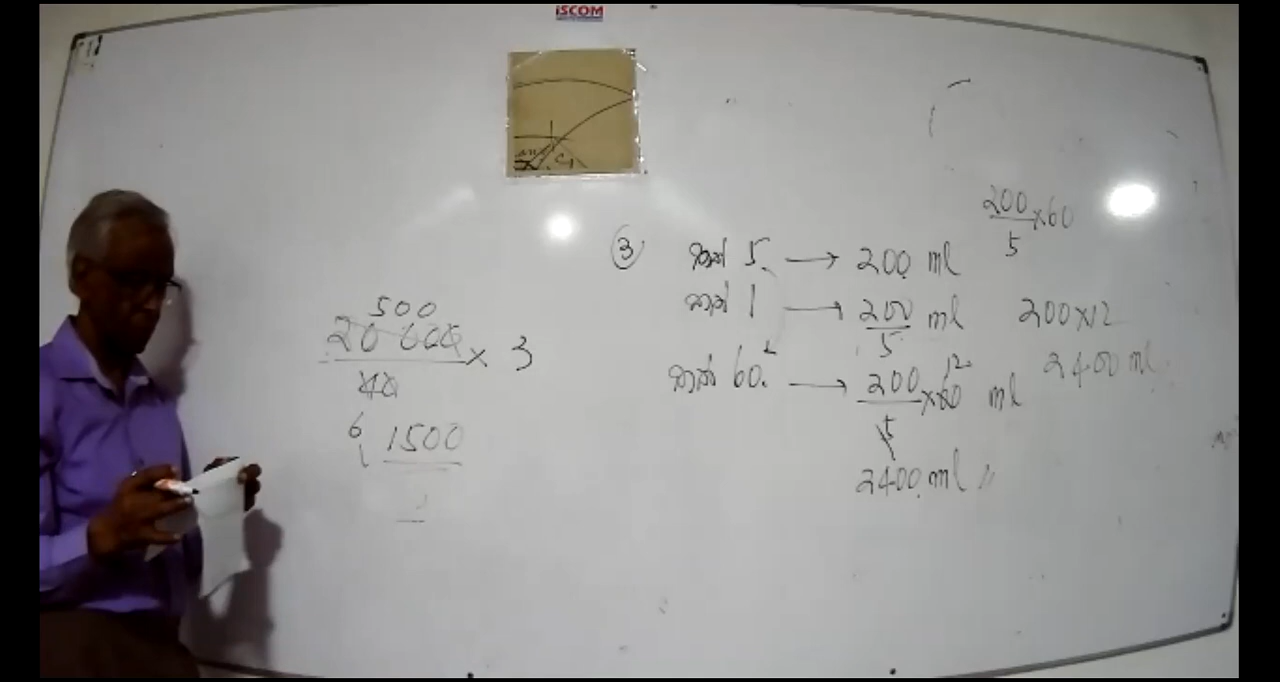 iSCOM
500
20 000 × 3
40
1500
③
5 → 200 ml
1 → 200/5 ml
60 → 200/5 × 60 ml
12
2400 ml
200/5 × 60
200 × 12
2400 ml